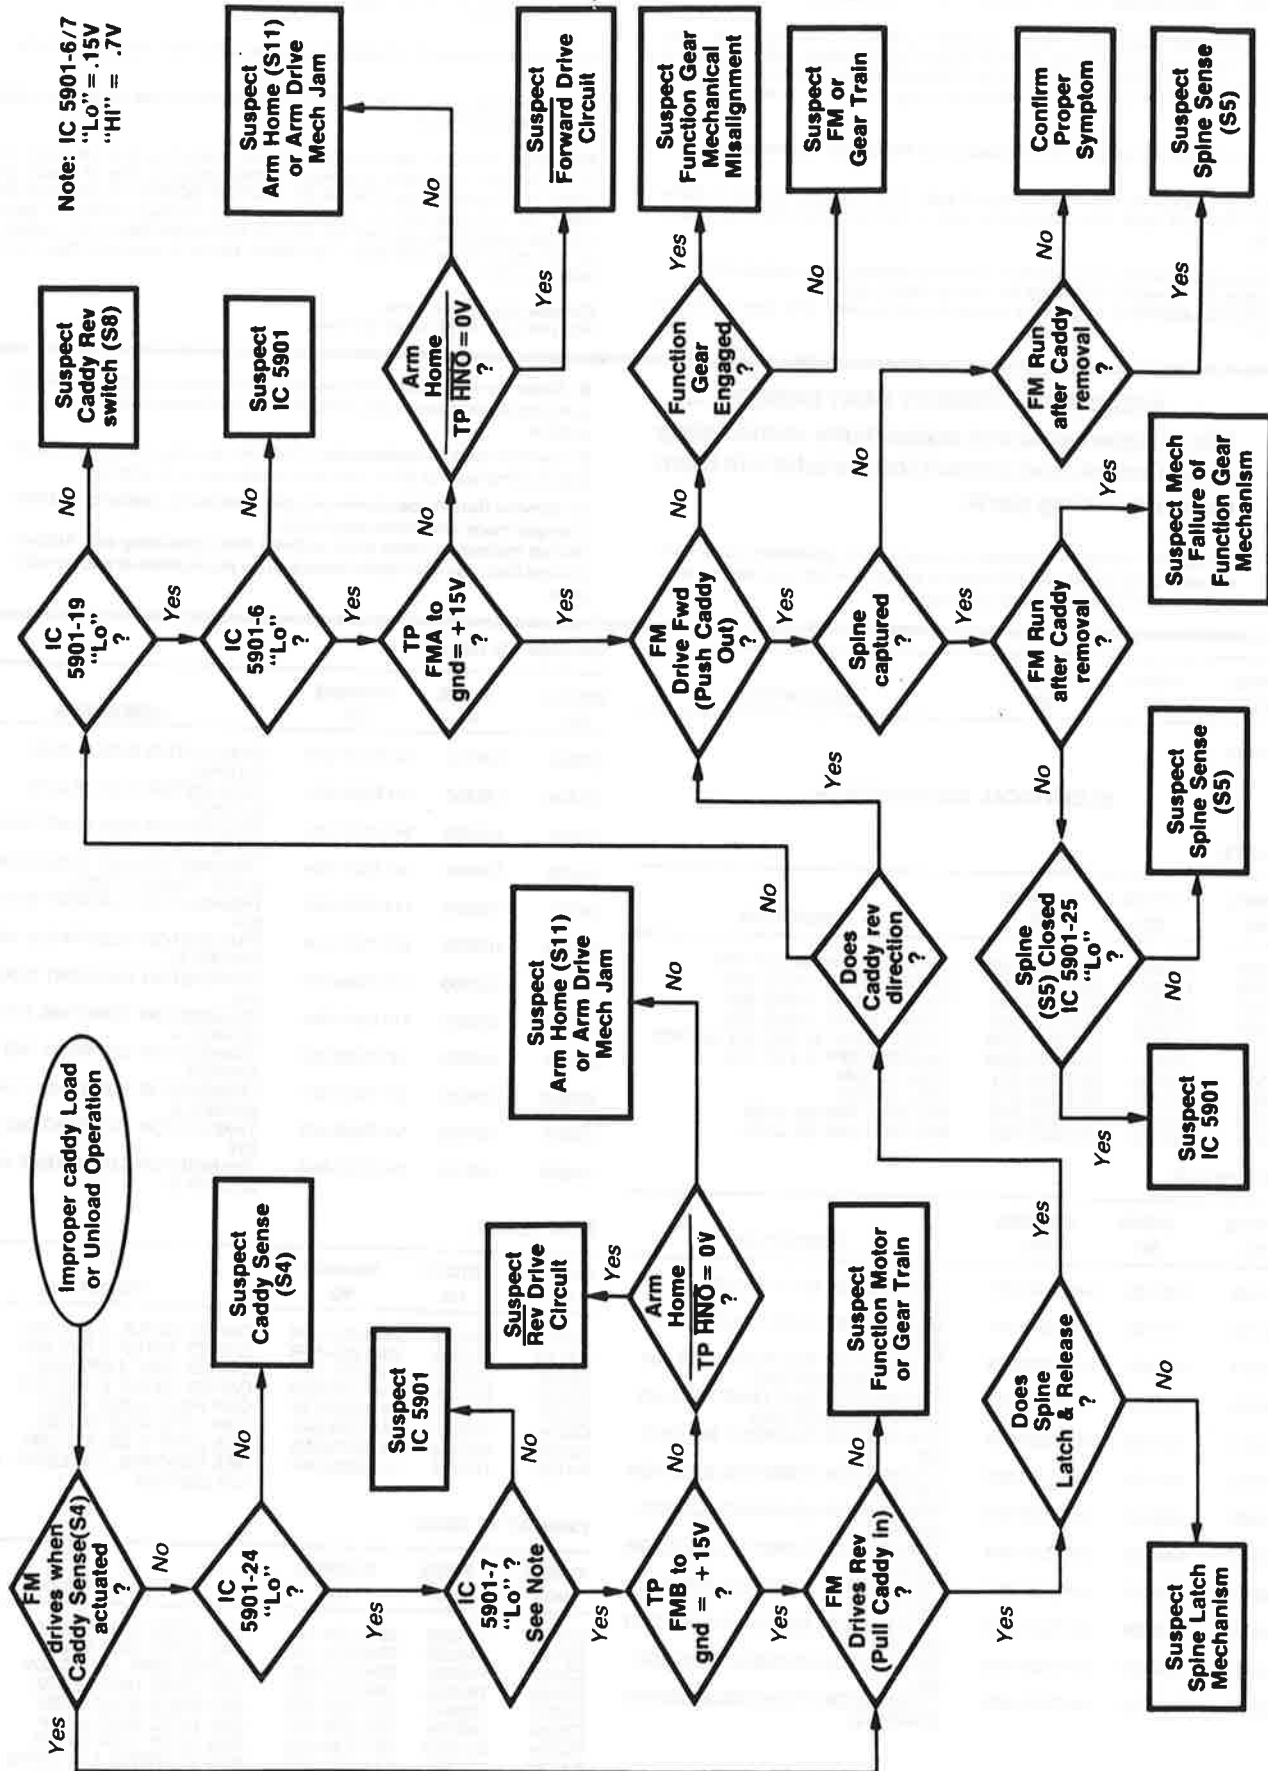 Improper caddy Load
or Unload Operation
FM
drives when
Caddy Sense(S4)
actuated
?
Yes
No
IC
5901-24
"Lo"
?
No
Suspect
Caddy Sense
(S4)
Yes
IC
5901-7
"Lo" ?
See Note
No
Suspect
IC 5901
Yes
TP
FMB to
gnd = +15V
?
No
Arm
Home
TP HNO = 0V
?
Yes
Suspect
Rev Drive
Circuit
No
Suspect
Arm Home (S11)
or Arm Drive
Mech Jam
Yes
FM
Drives Rev
(Pull Caddy In)
?
No
Suspect
Function Motor
or Gear Train
Yes
Does
Spine
Latch & Release
?
No
Suspect
Spine Latch
Mechanism
Yes
Does
Caddy rev
direction
?
No
Yes
IC
5901-19
"Lo"
?
No
Suspect
Caddy Rev
switch (S8)
Yes
IC
5901-6
"Lo"
?
No
Suspect
IC 5901
Yes
TP
FMA to
gnd= +15V
?
No
Arm
Home
TP HNO = 0V
?
No
Suspect
Arm Home (S11)
or Arm Drive
Mech Jam
Yes
Suspect
Forward Drive
Circuit
Yes
FM
Drive Fwd
(Push Caddy
Out)
?
No
Function
Gear
Engaged
?
Yes
Suspect
Function Gear
Mechanical
Misalignment
No
Suspect
FM or
Gear Train
Yes
Spine
captured
?
No
FM Run
after Caddy
removal
?
No
Confirm
Proper
Symptom
Yes
Suspect
Spine Sense
(S5)
Yes
FM Run
after Caddy
removal
?
Yes
Suspect Mech
Failure of
Function Gear
Mechanism
No
Spine
(S5) Closed
IC 5901-25
"Lo"
?
No
Suspect
Spine Sense
(S5)
Yes
Suspect
IC 5901
Note: IC 5901-6/7
"Lo" = .15V
"Hi" = .7V